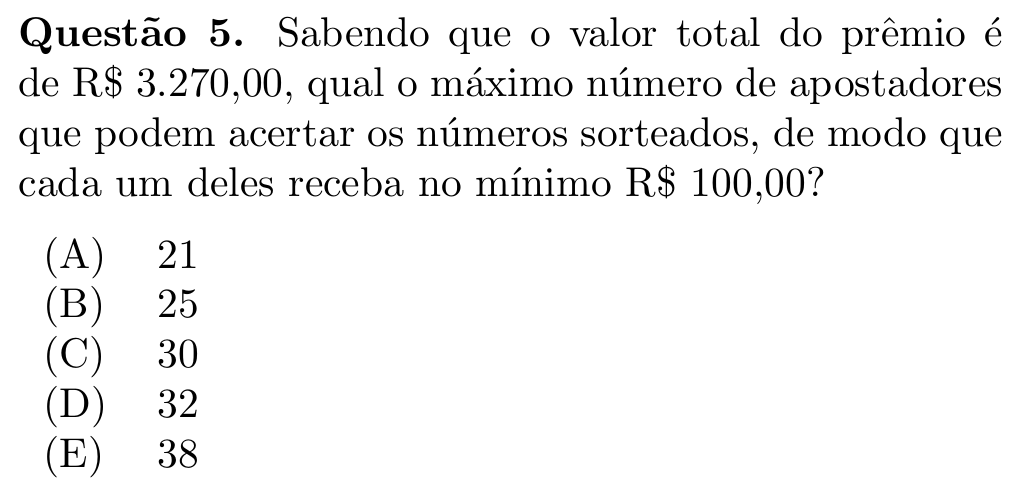 Questão 5. Sabendo que o valor total do prêmio é
de R$ 3.270,00, qual o máximo número de apostadores
que podem acertar os números sorteados, de modo que
cada um deles receba no mínimo R$ 100,00?
(A) 21
(B) 25
(C) 30
(D) 32
(E) 38